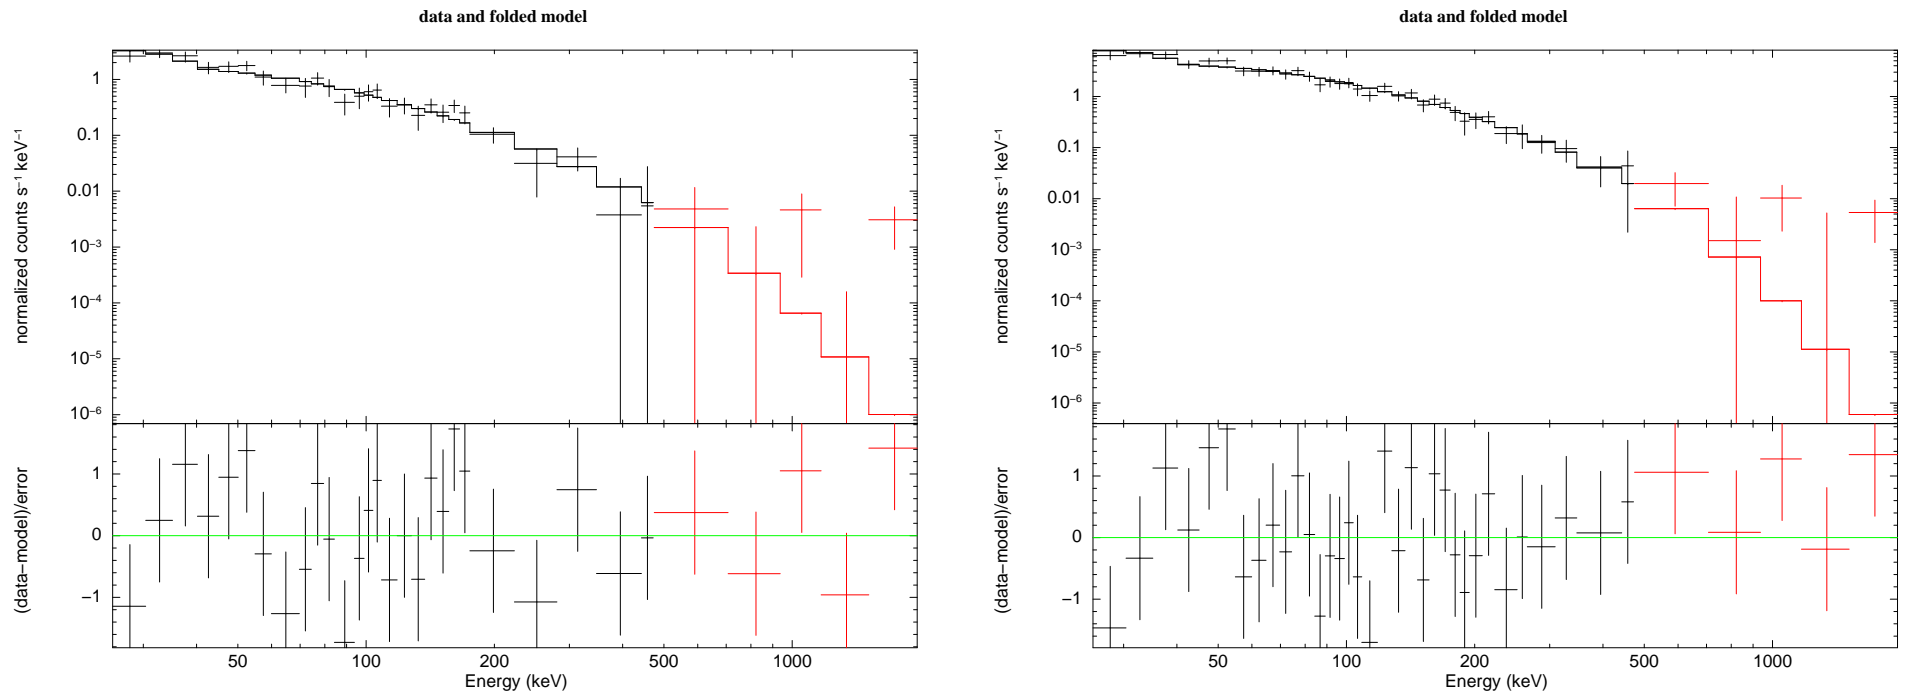 data and folded model
normalized counts s⁻¹ keV⁻¹
1
0.1
0.01
10⁻³
10⁻⁴
10⁻⁵
10⁻⁶
(data−model)/error
1
0
−1
50 100 200 500 1000
Energy (keV)
data and folded model
normalized counts s⁻¹ keV⁻¹
1
0.1
0.01
10⁻³
10⁻⁴
10⁻⁵
10⁻⁶
(data−model)/error
1
0
−1
50 100 200 500 1000
Energy (keV)